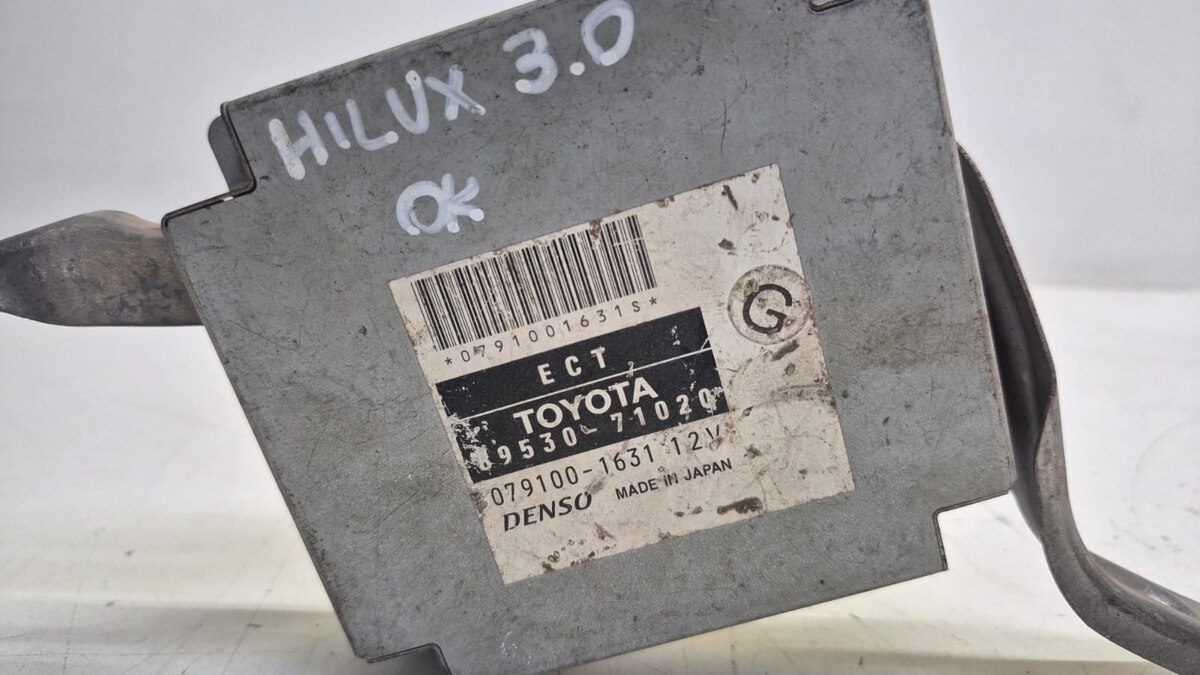 HILUX 3.0
OK
*0791001631S*
G
ECT
TOYOTA
89530-71020
079100-1631 12V
DENSO MADE IN JAPAN